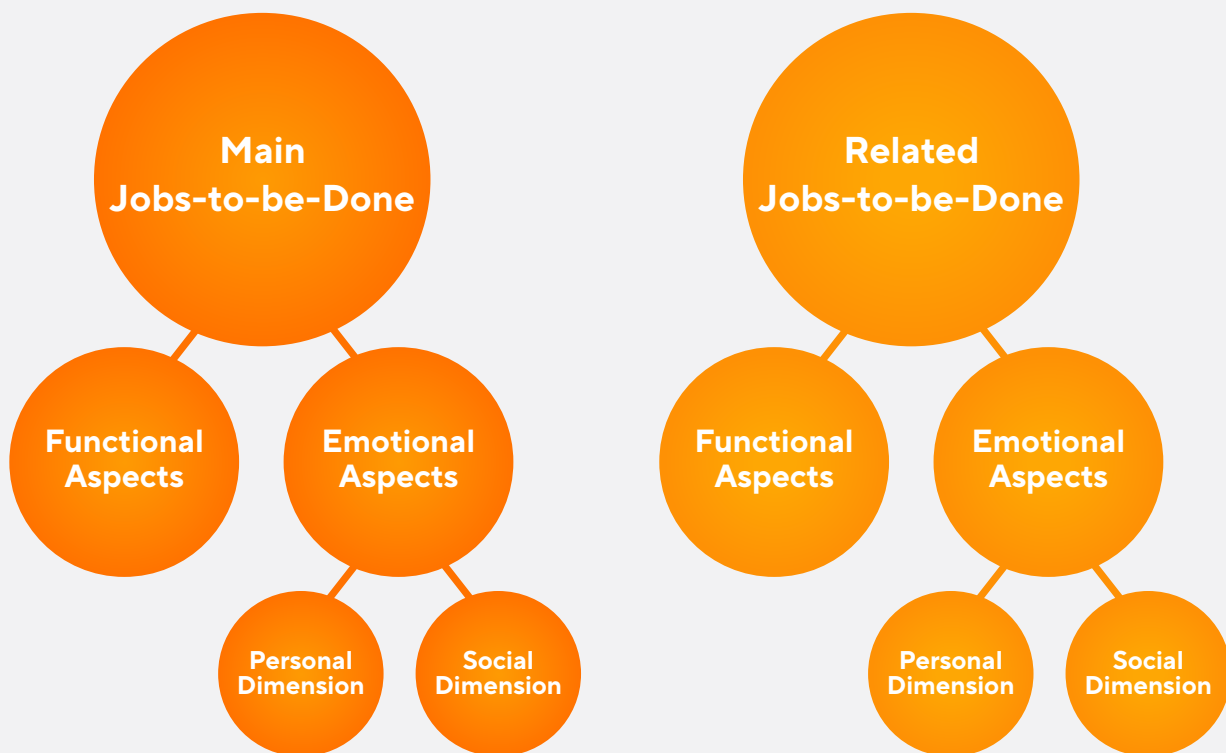 Main
Jobs-to-be-Done
Functional
Aspects
Emotional
Aspects
Personal
Dimension
Social
Dimension
Related
Jobs-to-be-Done
Functional
Aspects
Emotional
Aspects
Personal
Dimension
Social
Dimension